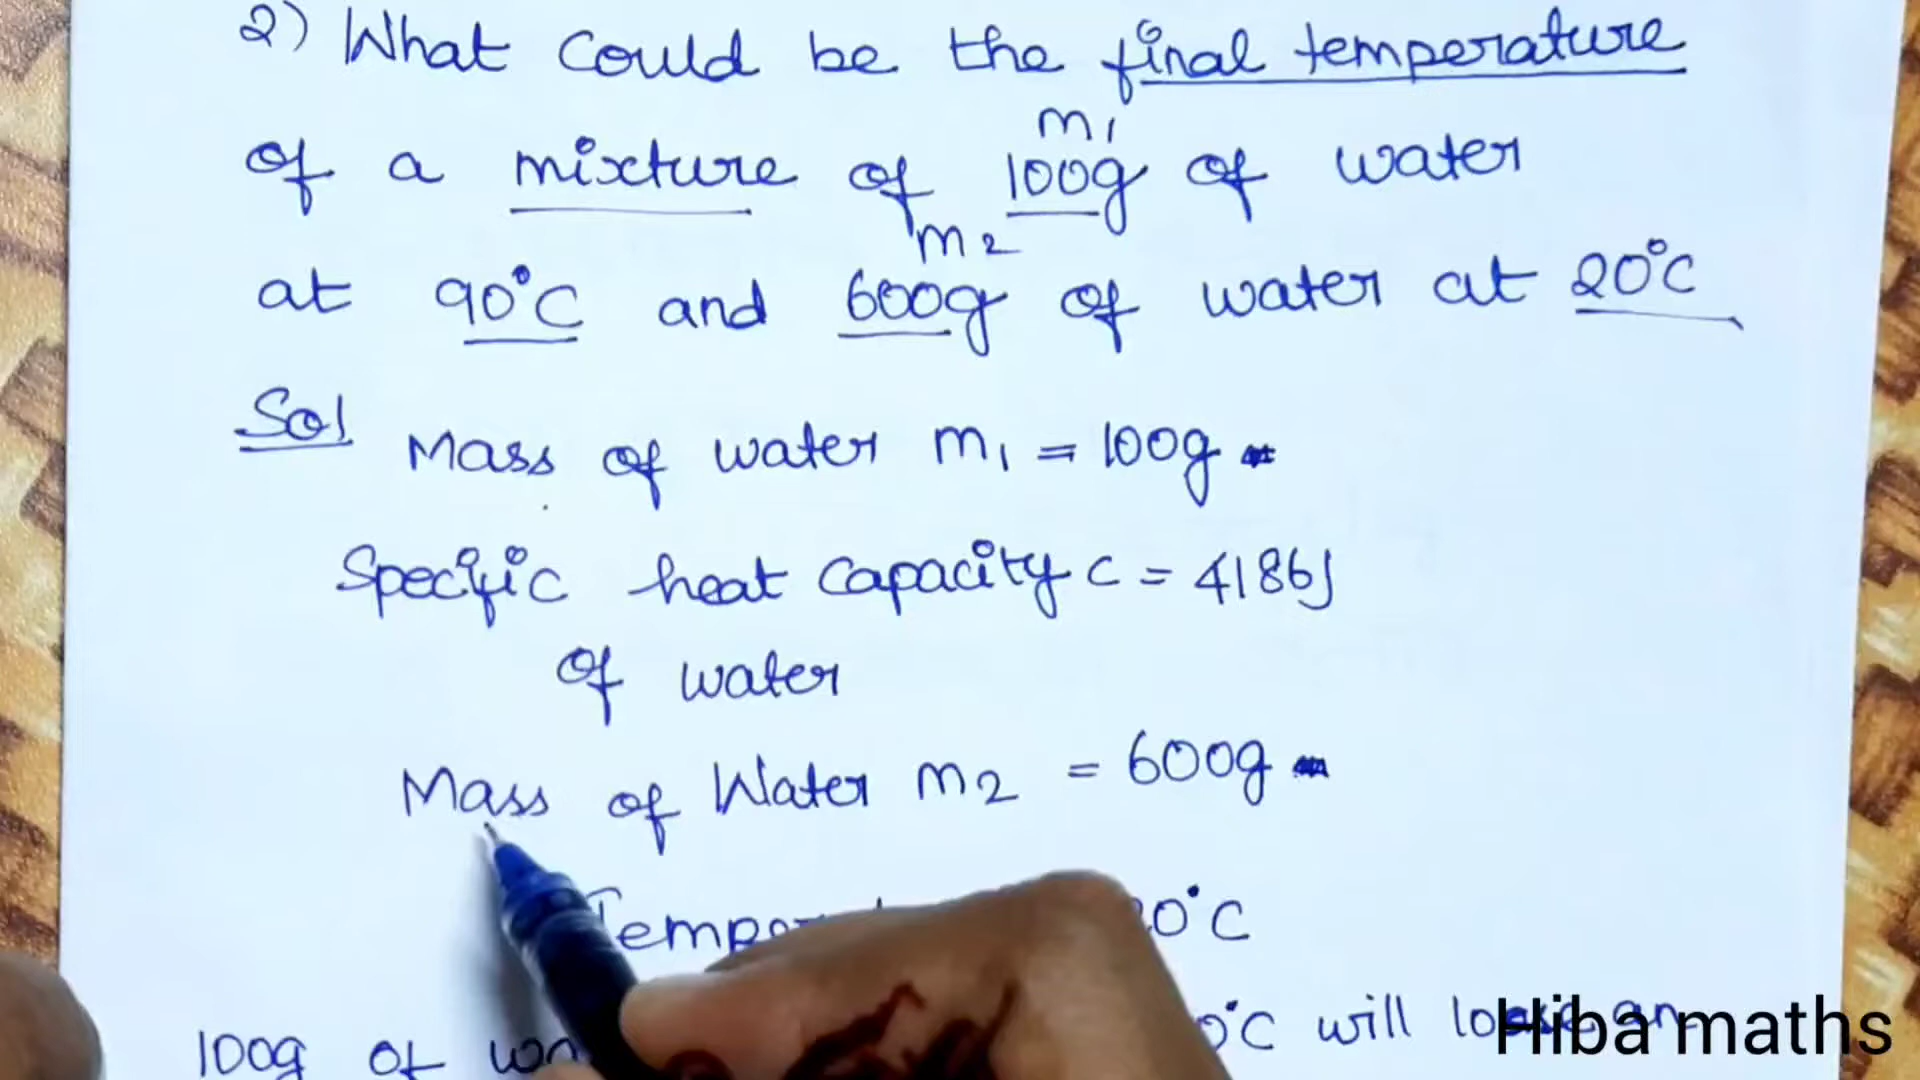 2) What could be the final temperature
m1
of a mixture of 100g of water
m2
at 90°C and 600g of water at 20°C
Sol
Mass of water m1 = 100g
Specific heat capacity c = 4186J
of water
Mass of Water m2 = 600g
0°C
100g of 0°C will
Hiba maths